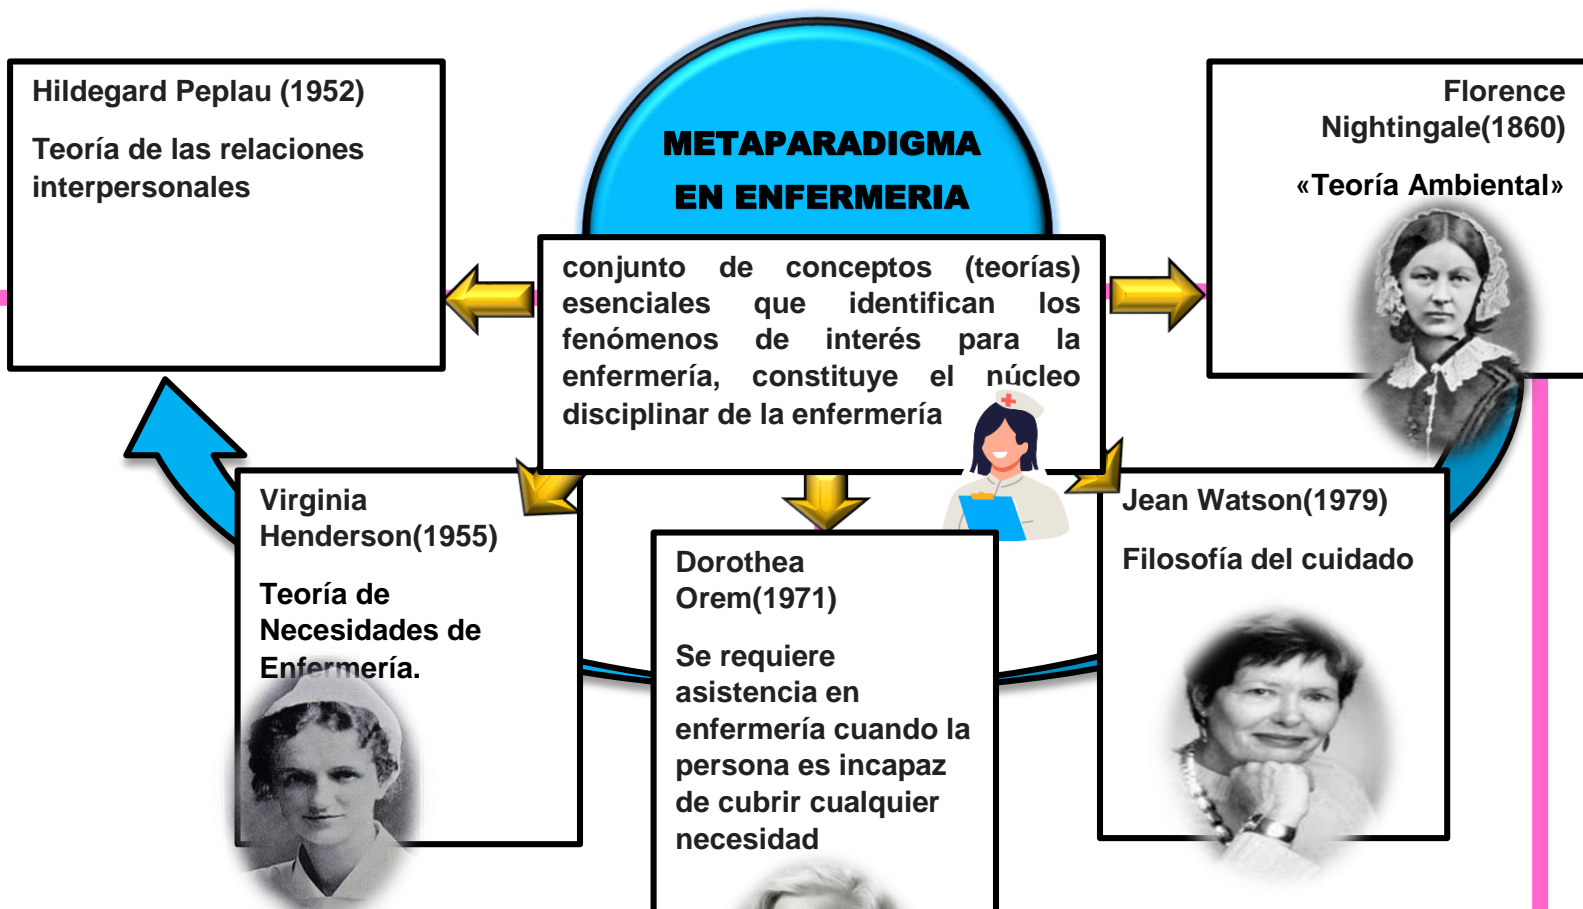 METAPARADIGMA
EN ENFERMERIA
conjunto de conceptos (teorías)
esenciales que identifican los
fenómenos de interés para la
enfermería, constituye el núcleo
disciplinar de la enfermería
Hildegard Peplau (1952)
Teoría de las relaciones
interpersonales
Florence
Nightingale(1860)
«Teoría Ambiental»
Virginia
Henderson(1955)
Teoría de
Necesidades de
Enfermería.
Dorothea
Orem(1971)
Se requiere
asistencia en
enfermería cuando la
persona es incapaz
de cubrir cualquier
necesidad
Jean Watson(1979)
Filosofía del cuidado